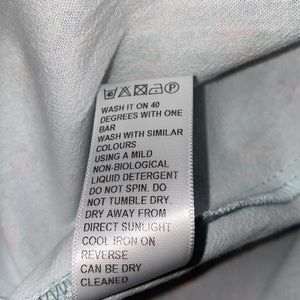 WASH IT ON 40
DEGREES WITH ONE
BAR
WASH WITH SIMILAR
COLOURS
USING A MILD
NON-BIOLOGICAL
LIQUID DETERGENT
DO NOT SPIN. DO
NOT TUMBLE DRY.
DRY AWAY FROM
DIRECT SUNLIGHT
COOL IRON ON
REVERSE
CAN BE DRY
CLEANED